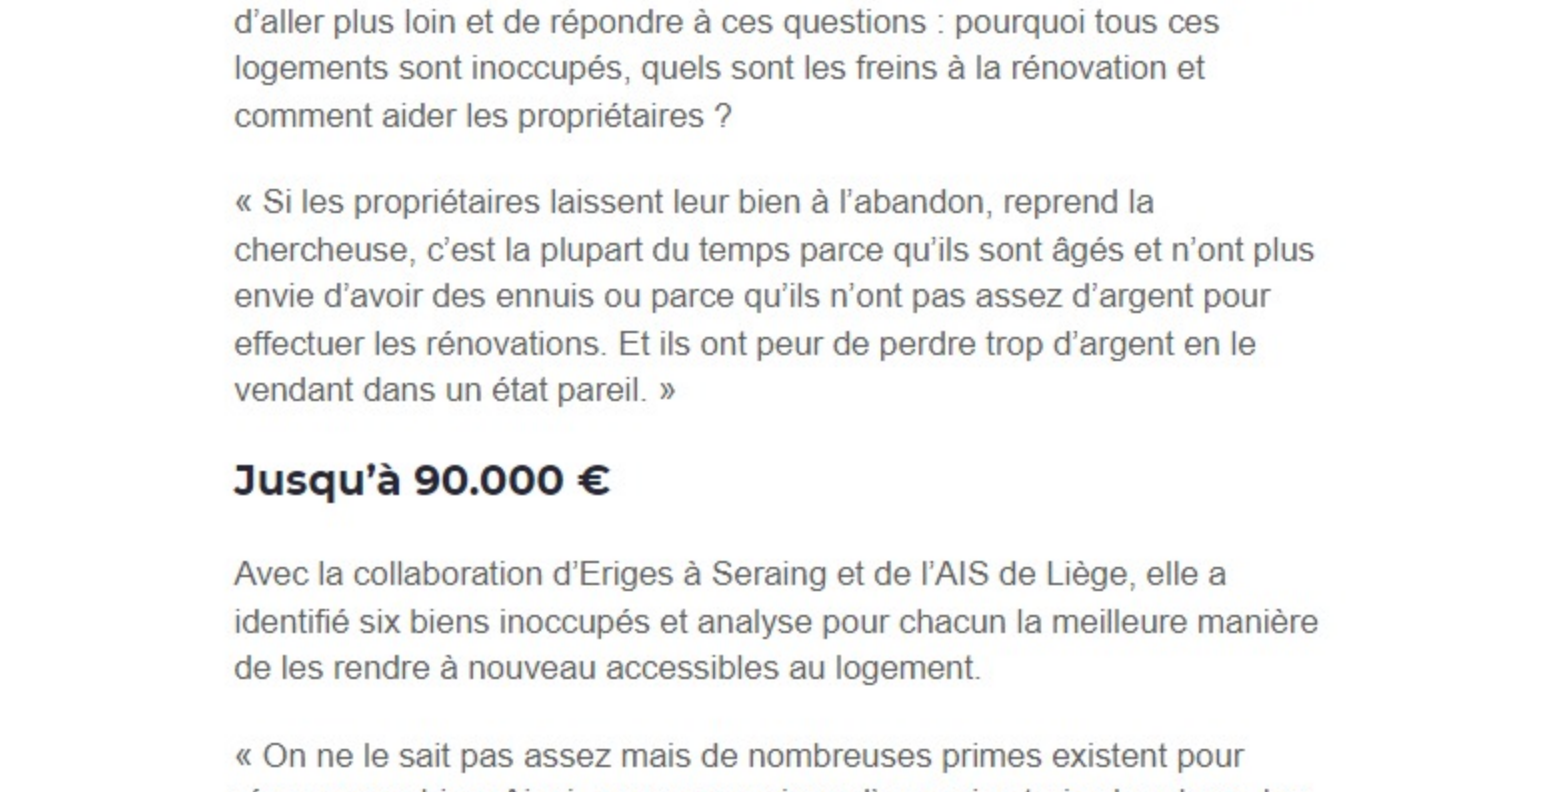 d’aller plus loin et de répondre à ces questions : pourquoi tous ces
logements sont inoccupés, quels sont les freins à la rénovation et
comment aider les propriétaires ?
« Si les propriétaires laissent leur bien à l’abandon, reprend la
chercheuse, c’est la plupart du temps parce qu’ils sont âgés et n’ont plus
envie d’avoir des ennuis ou parce qu’ils n’ont pas assez d’argent pour
effectuer les rénovations. Et ils ont peur de perdre trop d’argent en le
vendant dans un état pareil. »
Jusqu’à 90.000 €
Avec la collaboration d’Eriges à Seraing et de l’AIS de Liège, elle a
identifié six biens inoccupés et analyse pour chacun la meilleure manière
de les rendre à nouveau accessibles au logement.
« On ne le sait pas assez mais de nombreuses primes existent pour